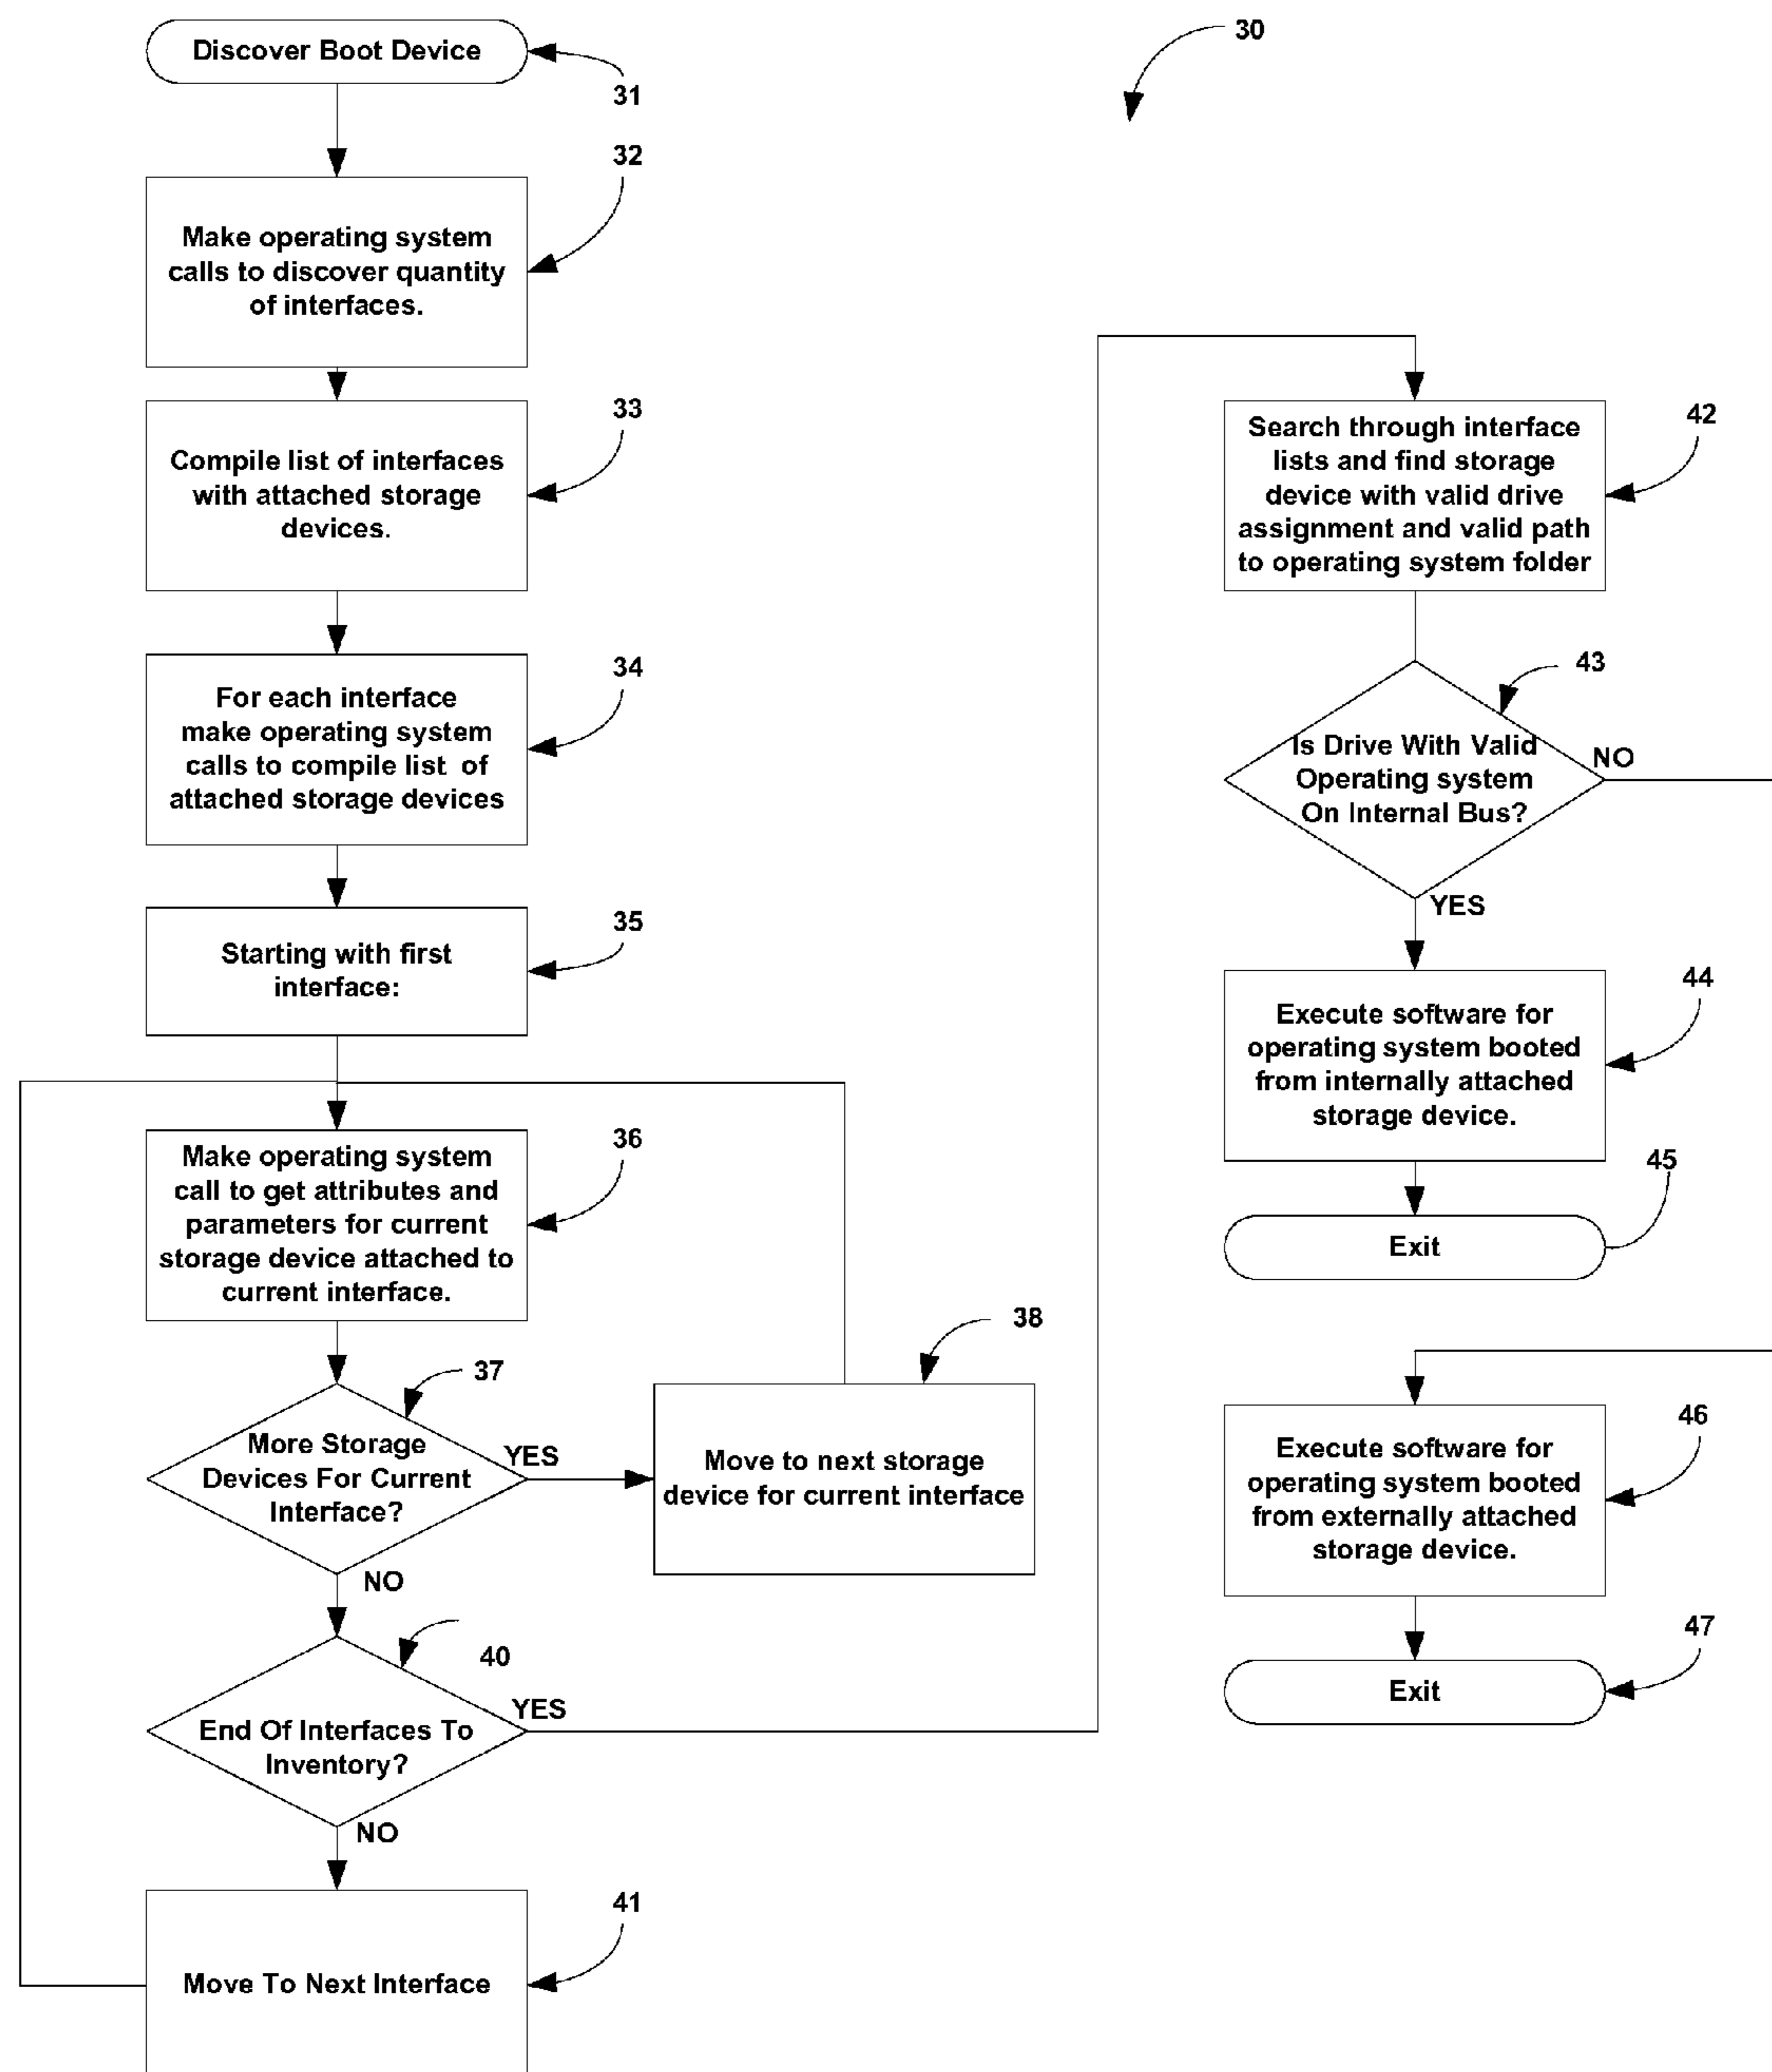 Discover Boot Device
31
32
Make operating system
calls to discover quantity
of interfaces.
33
Compile list of interfaces
with attached storage
devices.
34
For each interface
make operating system
calls to compile list of
attached storage devices
35
Starting with first
interface:
36
Make operating system
call to get attributes and
parameters for current
storage device attached to
current interface.
37
More Storage
Devices For Current
Interface?
YES
NO
38
Move to next storage
device for current interface
40
End Of Interfaces To
Inventory?
YES
NO
41
Move To Next Interface
30
42
Search through interface
lists and find storage
device with valid drive
assignment and valid path
to operating system folder
43
Is Drive With Valid
Operating system
On Internal Bus?
NO
YES
44
Execute software for
operating system booted
from internally attached
storage device.
45
Exit
46
Execute software for
operating system booted
from externally attached
storage device.
47
Exit